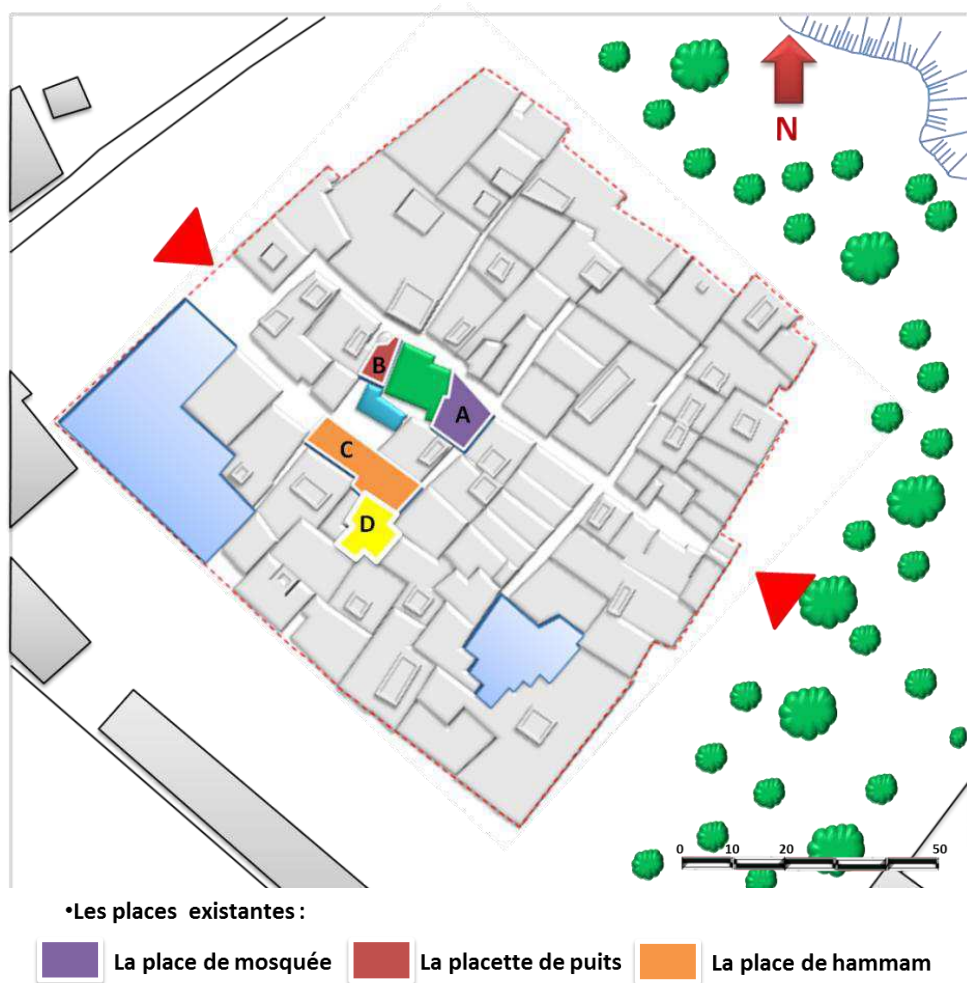 N
B
A
C
D
0 10 20 50
•Les places existantes :
La place de mosquée La placette de puits La place de hammam